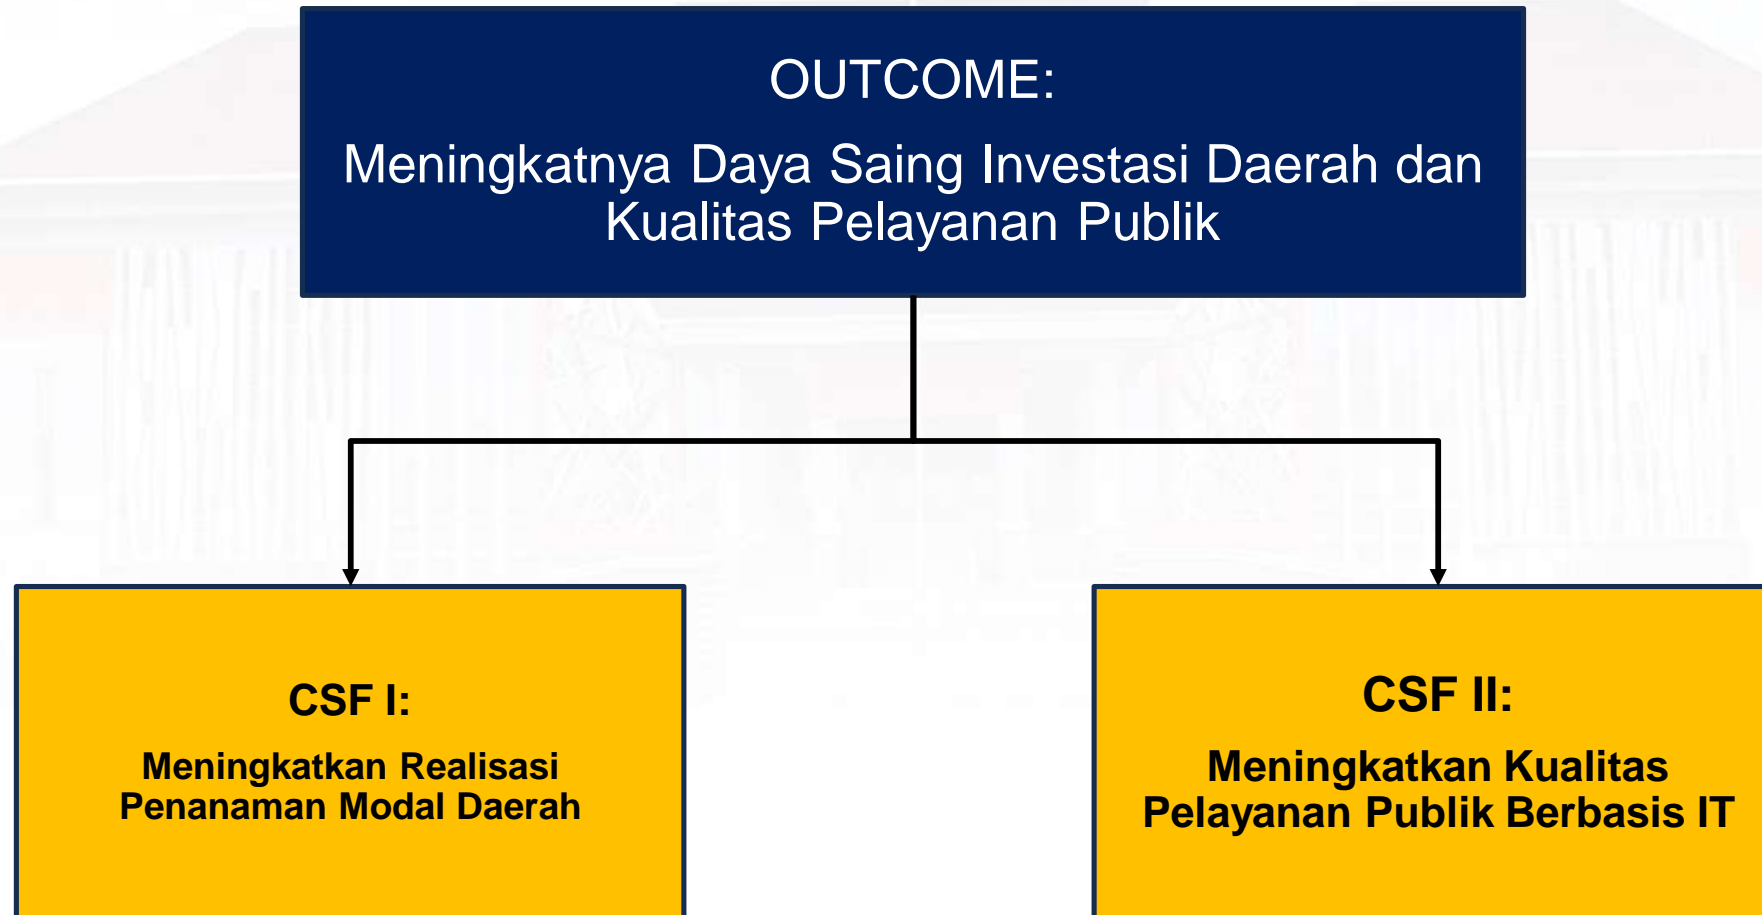 OUTCOME:
Meningkatnya Daya Saing Investasi Daerah dan
Kualitas Pelayanan Publik
CSF I:
Meningkatkan Realisasi
Penanaman Modal Daerah
CSF II:
Meningkatkan Kualitas
Pelayanan Publik Berbasis IT